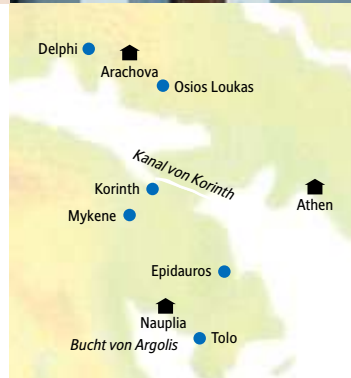 Delphi
Arachova
Osios Loukas
Kanal von Korinth
Korinth
Mykene
Athen
Epidauros
Nauplia
Bucht von Argolis
Tolo